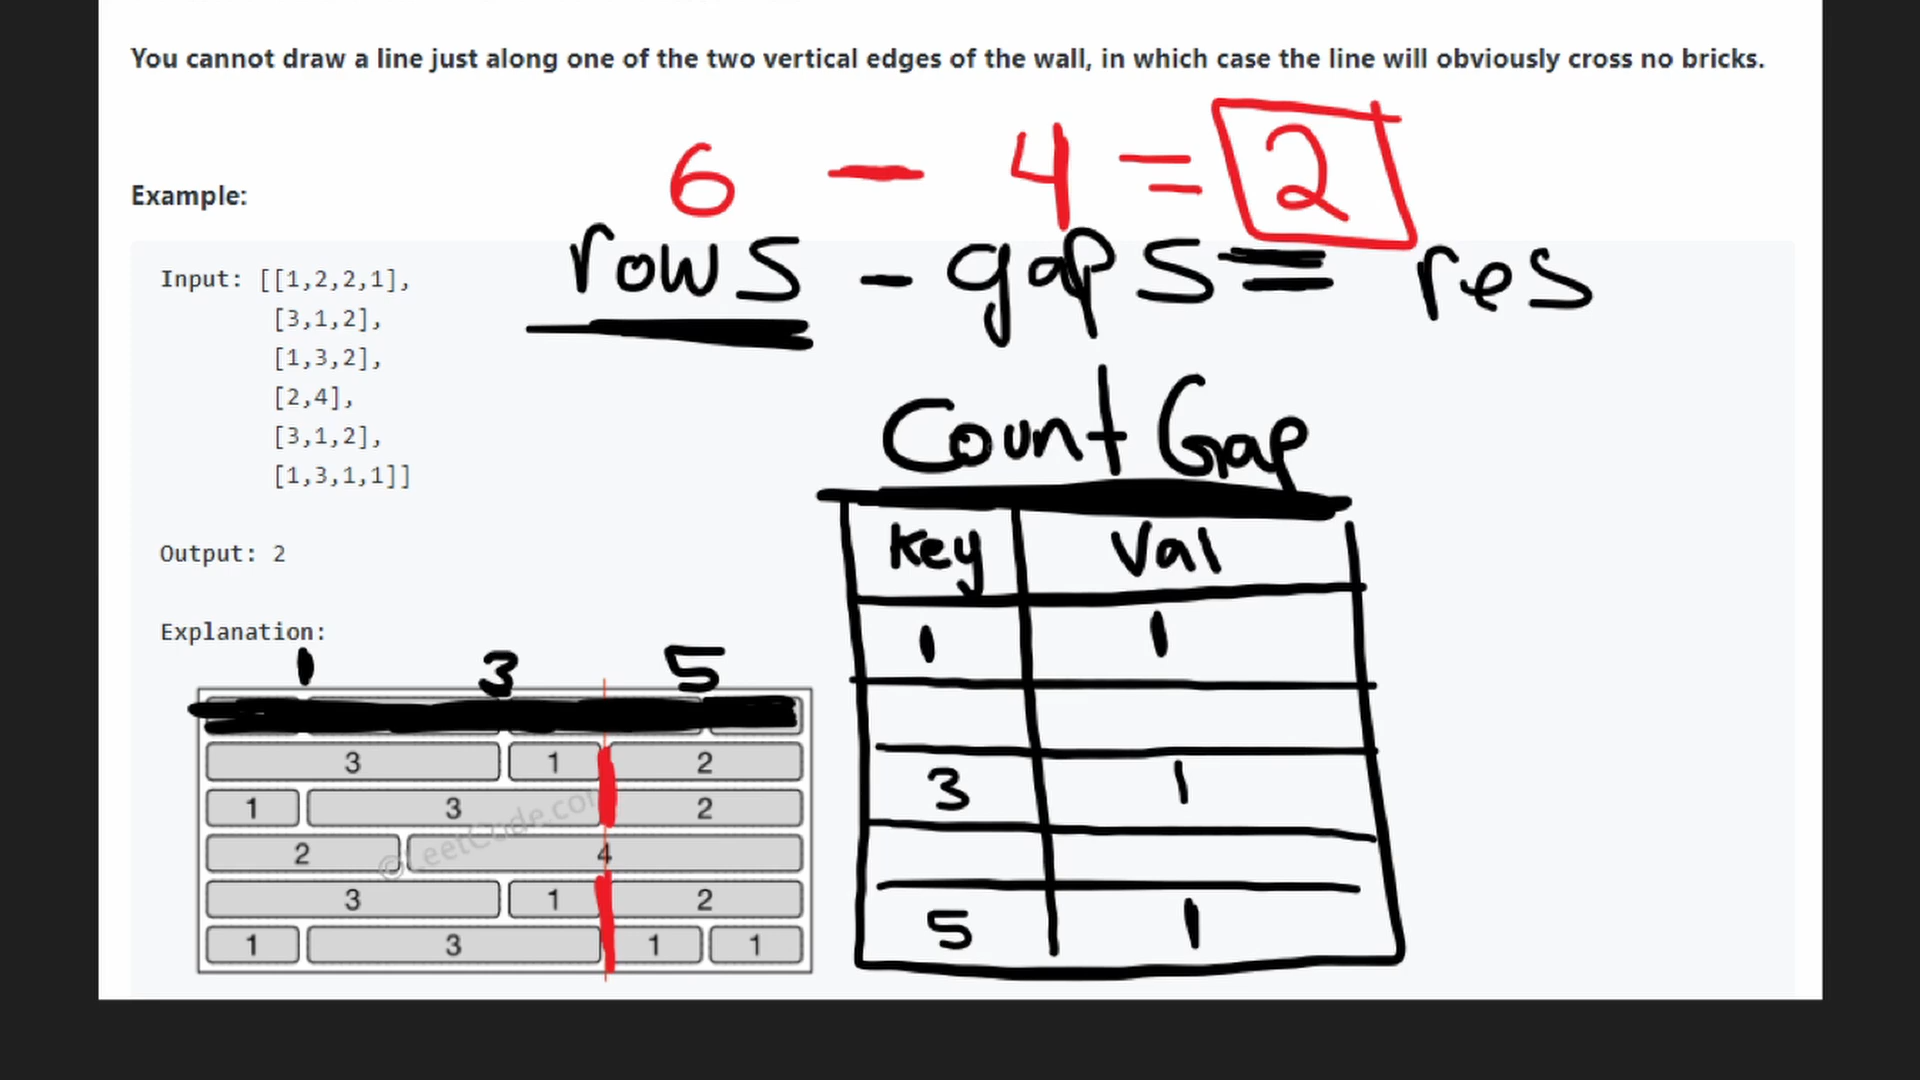 You cannot draw a line just along one of the two vertical edges of the wall, in which case the line will obviously cross no bricks.
6 - 4 = 2
Example:
rows - gaps = res
Input: [[1,2,2,1],
[3,1,2],
[1,3,2],
[2,4],
[3,1,2],
[1,3,1,1]]
Count Gap
Key Val
1 1
3 1
5 1
Output: 2
Explanation:
1 3 5
3 1 2
1 3 2
2 4
3 1 2
1 3 1 1
©LeetCode.com